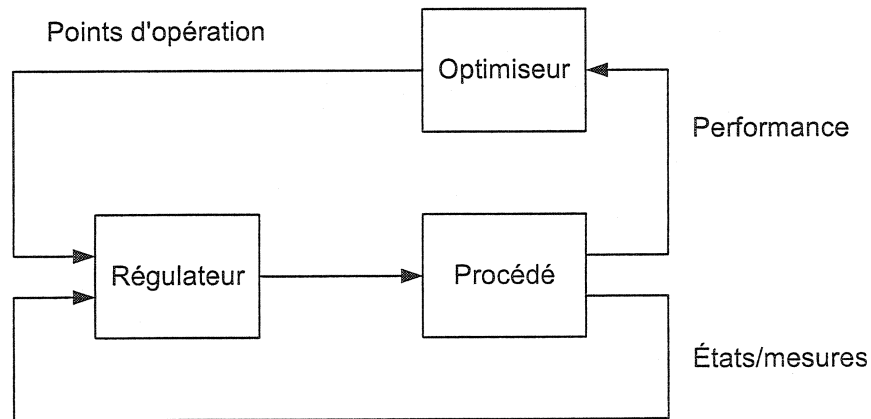 Points d'opération
Optimiseur
Performance
Régulateur
Procédé
États/mesures